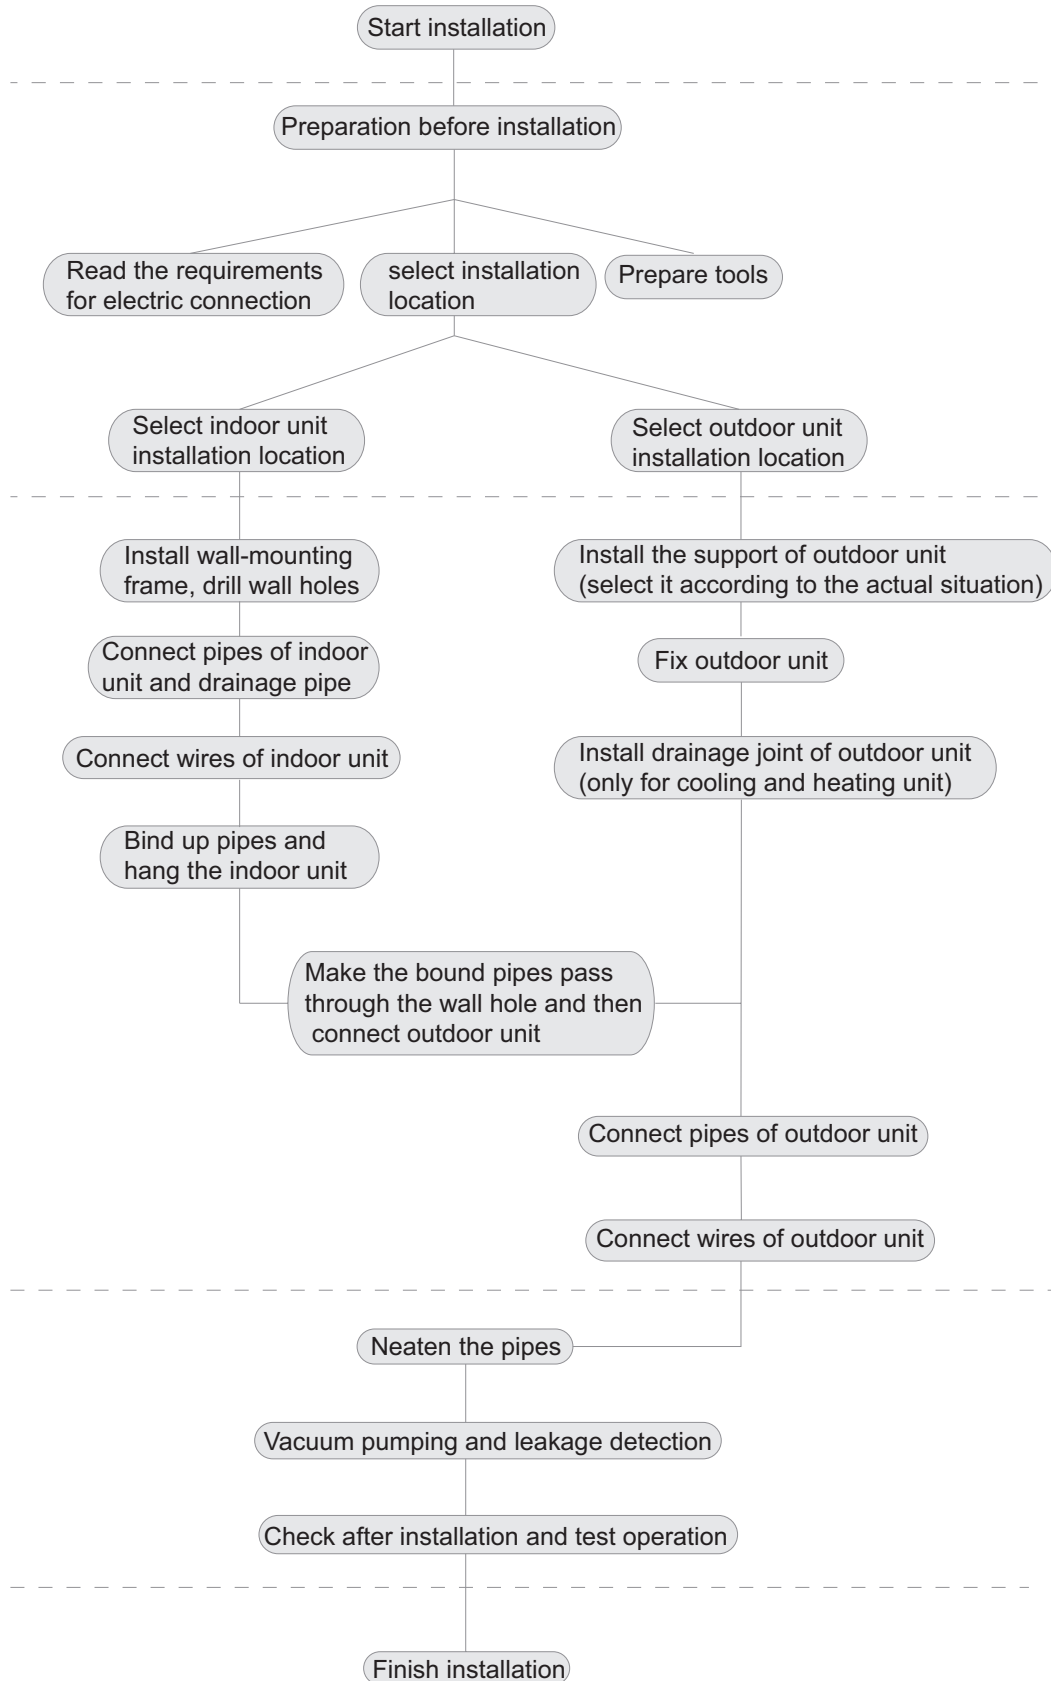 Start installation
Preparation before installation
Read the requirements
for electric connection
select installation
location
Prepare tools
Select indoor unit
installation location
Select outdoor unit
installation location
Install wall-mounting
frame, drill wall holes
Install the support of outdoor unit
(select it according to the actual situation)
Connect pipes of indoor
unit and drainage pipe
Fix outdoor unit
Connect wires of indoor unit
Install drainage joint of outdoor unit
(only for cooling and heating unit)
Bind up pipes and
hang the indoor unit
Make the bound pipes pass
through the wall hole and then
connect outdoor unit
Connect pipes of outdoor unit
Connect wires of outdoor unit
Neaten the pipes
Vacuum pumping and leakage detection
Check after installation and test operation
Finish installation